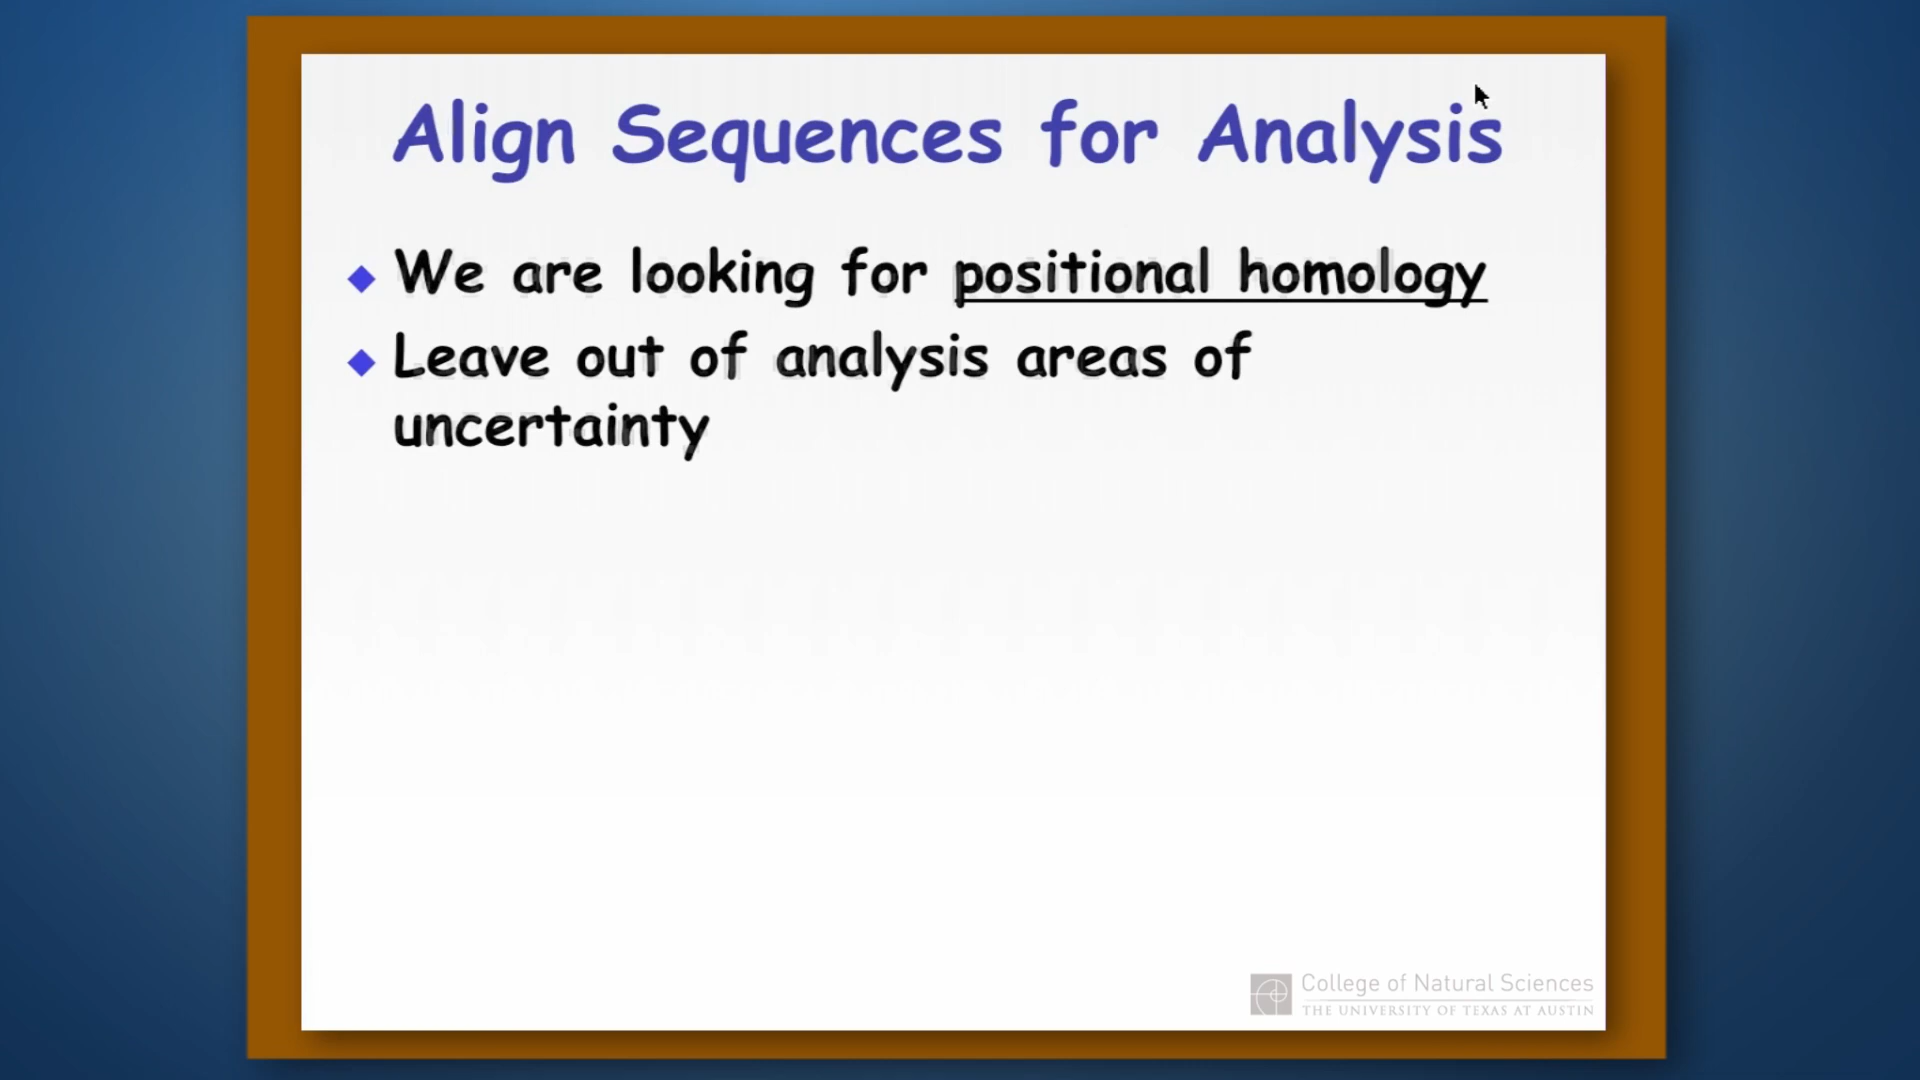 Align Sequences for Analysis
We are looking for positional homology
Leave out of analysis areas of
uncertainty
College of Natural Sciences
THE UNIVERSITY OF TEXAS AT AUSTIN